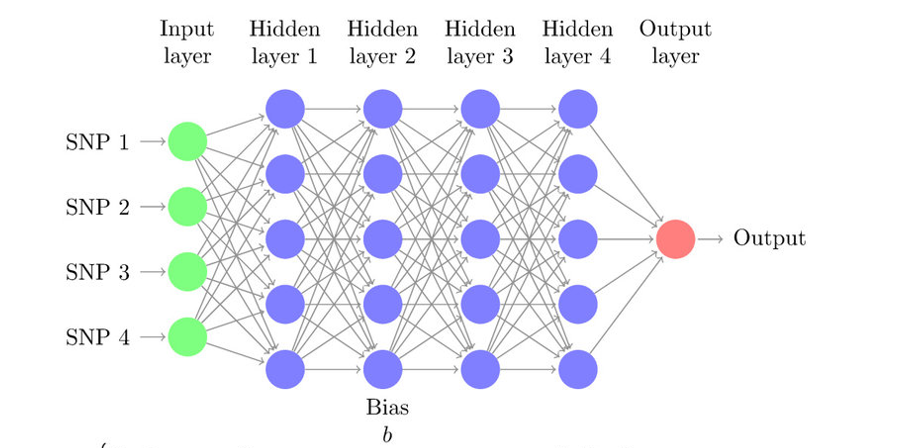 Input layer
Hidden layer 1
Hidden layer 2
Hidden layer 3
Hidden layer 4
Output layer
SNP 1
SNP 2
SNP 3
SNP 4
Output
Bias
b